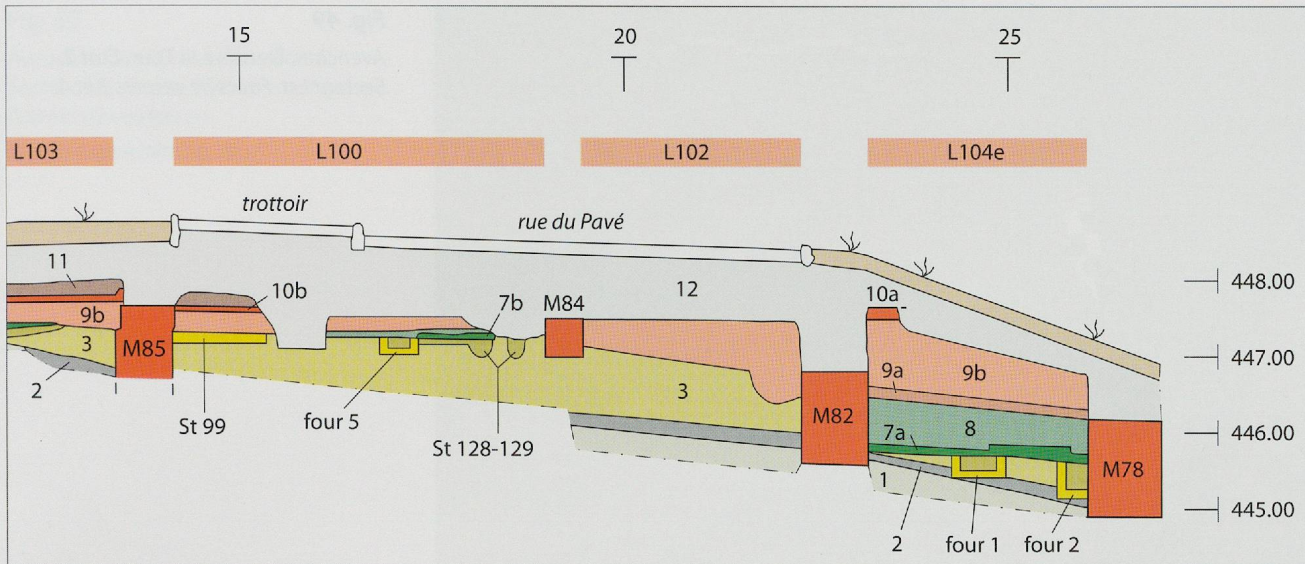 15 20 25
L103 L100 L102 L104e
trottoir
rue du Pavé
11 10b 7b M84 12 10a 448.00
9b
3 M85 447.00
9a 9b
2 3 M82
St 99 four 5 St 128-129 7a 8 446.00
M78
1
445.00
2 four 1 four 2